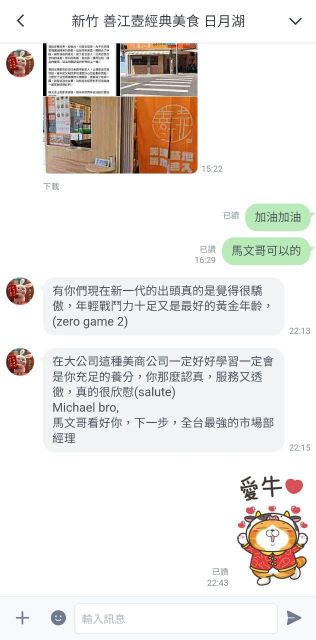 新竹 善江壺經典美食 日月湖
15:22
下載
已讀
加油加油
已讀
16:29
馬文哥可以的
有你們現在新一代的出頭真的是覺得很驕
傲，年輕戰鬥力十足又是最好的黃金年齡，
(zero game 2)
22:13
在大公司這種美商公司一定好好學習一定會
是你充足的養分，你那麼認真，服務又透
徹，真的很欣慰(salute)
Michael bro,
馬文哥看好你，下一步，全台最強的市場部
經理
22:15
愛牛
已讀
22:43
輸入訊息